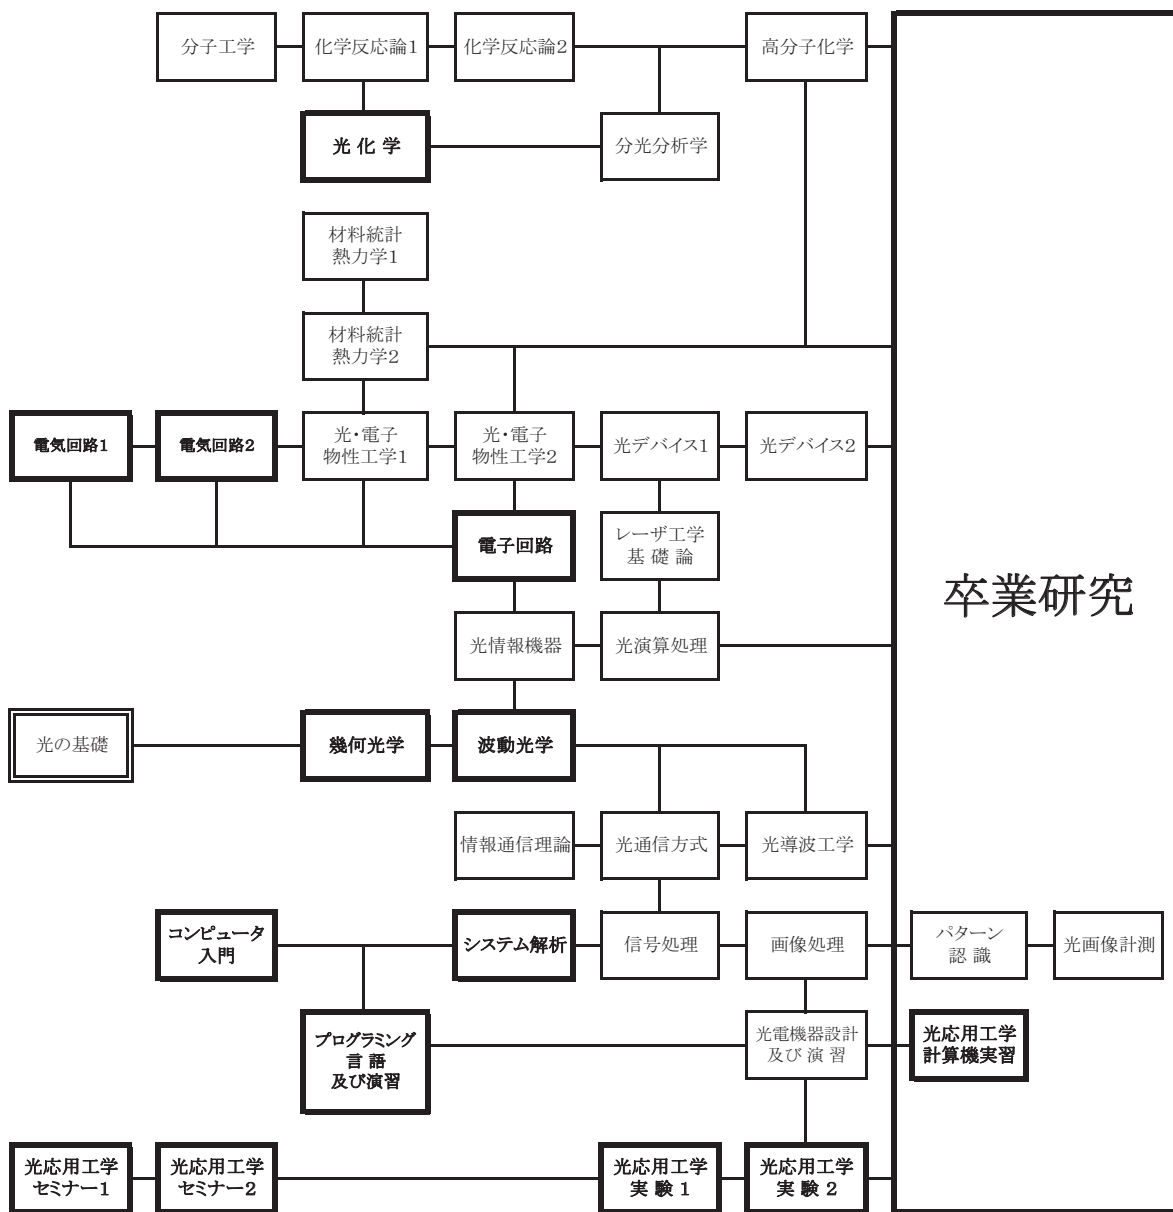 分子工学
化学反応論1
化学反応論2
高分子化学
光 化 学
分光分析学
材料統計
熱力学1
材料統計
熱力学2
電気回路1
電気回路2
光・電子
物性工学1
光・電子
物性工学2
光デバイス1
光デバイス2
電子回路
レーザ工学
基 礎 論
卒業研究
光情報機器
光演算処理
光の基礎
幾何光学
波動光学
情報通信理論
光通信方式
光導波工学
コンピュータ
入門
システム解析
信号処理
画像処理
パターン
認 識
光画像計測
プログラミング
言 語
及び演習
光電機器設計
及び 演 習
光応用工学
計算機実習
光応用工学
セミナー1
光応用工学
セミナー2
光応用工学
実 験 1
光応用工学
実 験 2